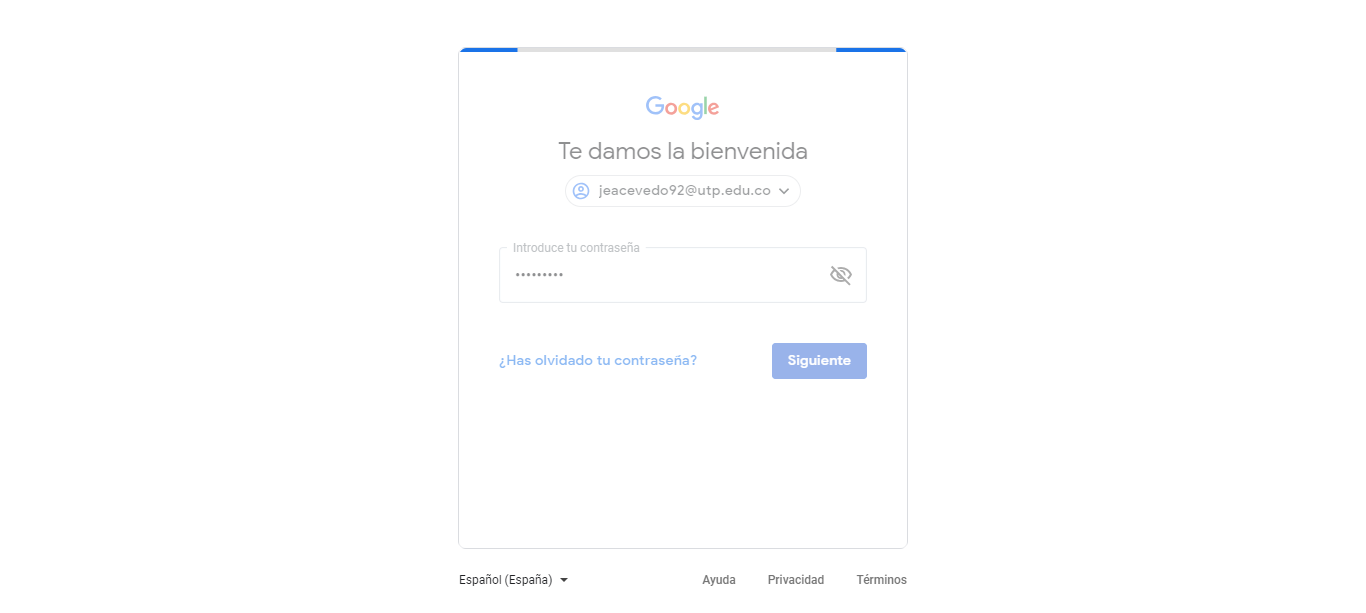 Google
Te damos la bienvenida
jeacevedo92@utp.edu.co
Introduce tu contraseña
•••••••••
¿Has olvidado tu contraseña?
Siguiente
Español (España)
Ayuda
Privacidad
Términos